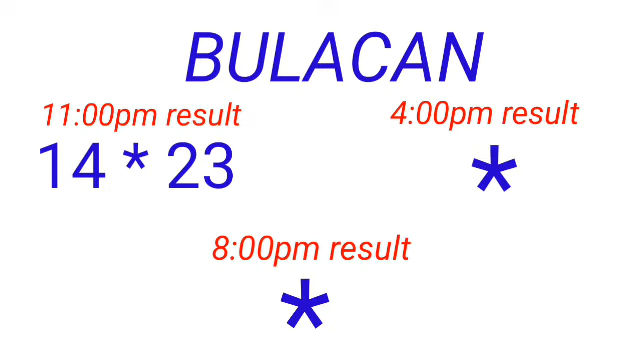 BULACAN
11:00pm result
4:00pm result
14 * 23
*
8:00pm result
*